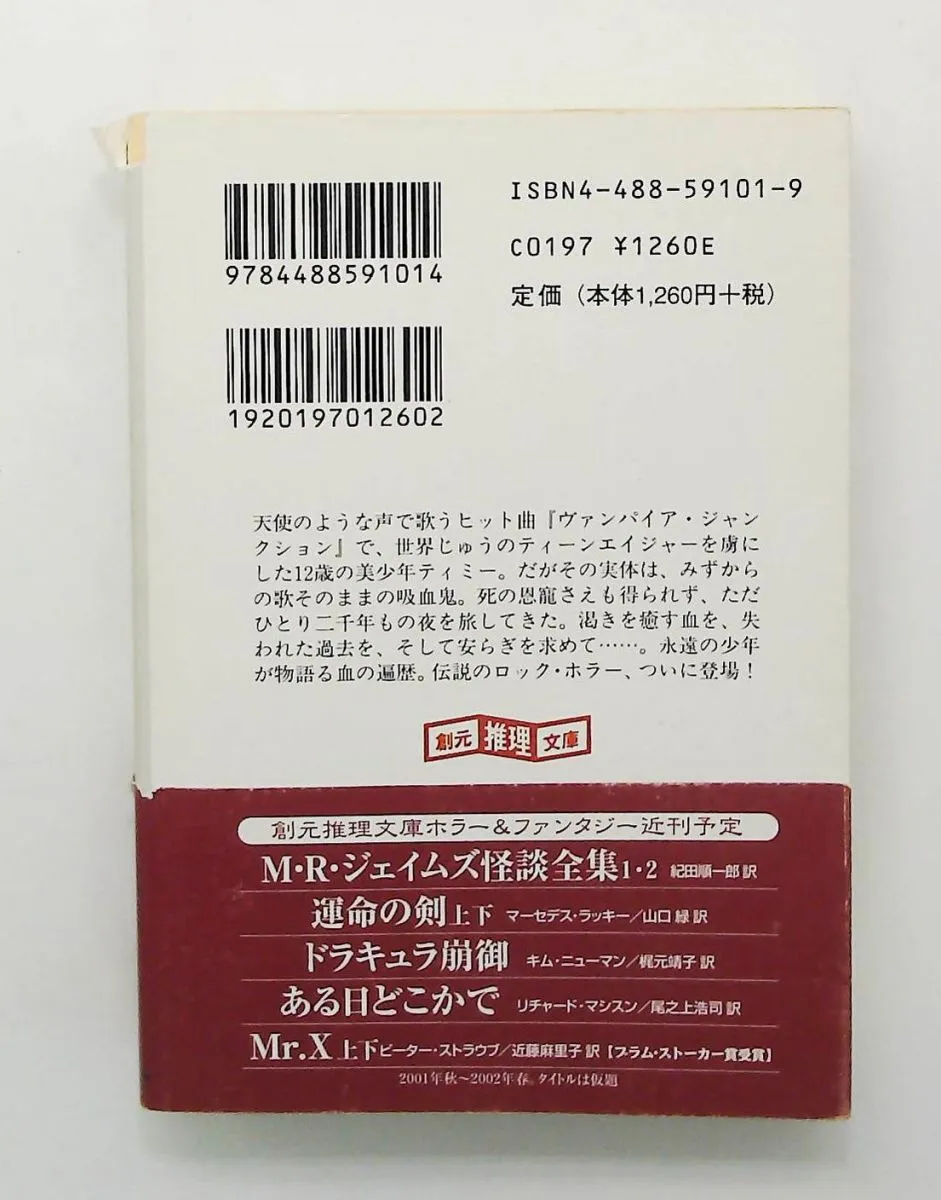 9784488591014
1920197012602
ISBN4-488-59101-9
C0197 ¥1260E
定価（本体1,260円+税）
天使のような声で歌うヒット曲『ヴァンパイア・ジャン
クション』で、世界じゅうのティーンエイジャーを虜に
した12歳の美少年ティミー。だがその実体は、みずから
の歌そのままの吸血鬼。死の恩寵さえも得られず、ただ
ひとり二千年もの夜を旅してきた。渇きを癒す血を、失
われた過去を、そして安らぎを求めて……。永遠の少年
が物語る血の遍歴。伝説のロック・ホラー、ついに登場！
創元推理文庫
創元推理文庫ホラー&ファンタジー近刊予定
M・R・ジェイムズ怪談全集1・2 紀田順一郎訳
運命の剣上下 マーセデス・ラッキー／山口緑訳
ドラキュラ崩御 キム・ニューマン／梶元靖子訳
ある日どこかで リチャード・マシスン／尾之上浩司訳
Mr.X上下ピーター・ストラウブ／近藤麻里子訳【ブラム・ストーカー賞受賞】
2001年秋〜2002年春。タイトルは仮題